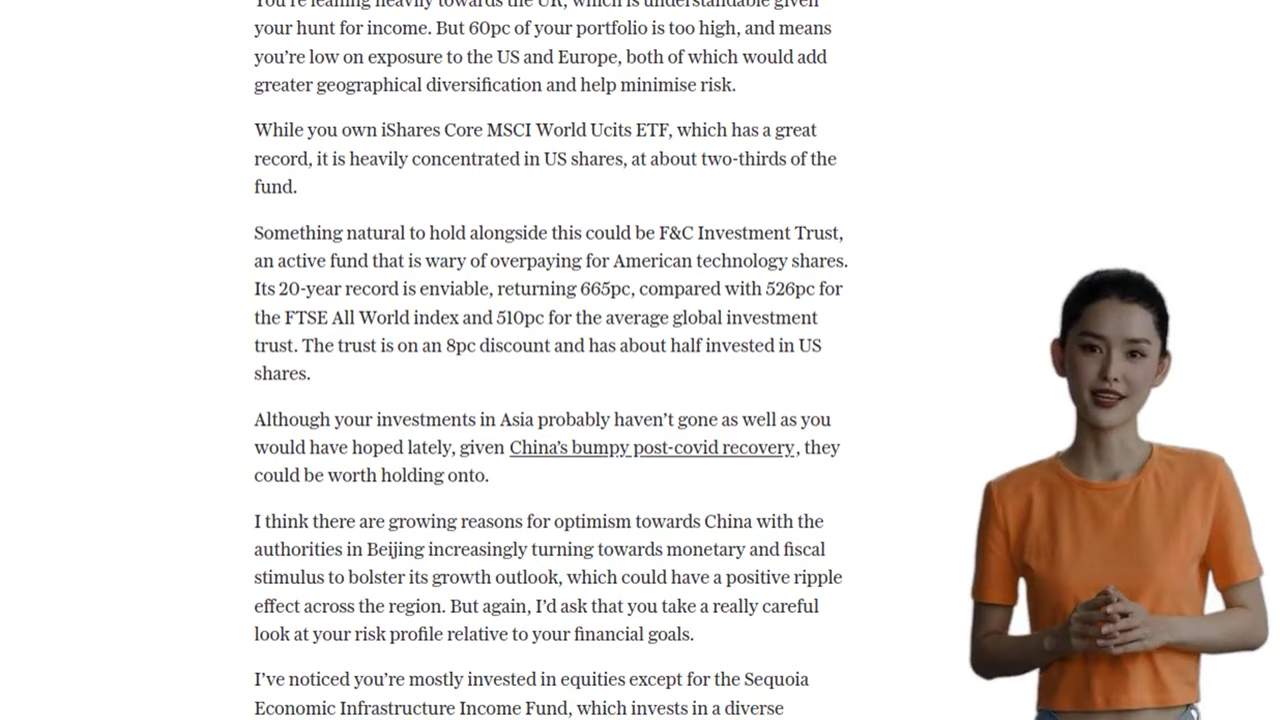 You're leaning heavily towards the UK, which is understandable given
your hunt for income. But 60pc of your portfolio is too high, and means
you're low on exposure to the US and Europe, both of which would add
greater geographical diversification and help minimise risk.
While you own iShares Core MSCI World Ucits ETF, which has a great
record, it is heavily concentrated in US shares, at about two-thirds of the
fund.
Something natural to hold alongside this could be F&C Investment Trust,
an active fund that is wary of overpaying for American technology shares.
Its 20-year record is enviable, returning 665pc, compared with 526pc for
the FTSE All World index and 510pc for the average global investment
trust. The trust is on an 8pc discount and has about half invested in US
shares.
Although your investments in Asia probably haven't gone as well as you
would have hoped lately, given China's bumpy post-covid recovery, they
could be worth holding onto.
I think there are growing reasons for optimism towards China with the
authorities in Beijing increasingly turning towards monetary and fiscal
stimulus to bolster its growth outlook, which could have a positive ripple
effect across the region. But again, I'd ask that you take a really careful
look at your risk profile relative to your financial goals.
I've noticed you're mostly invested in equities except for the Sequoia
Economic Infrastructure Income Fund, which invests in a diverse